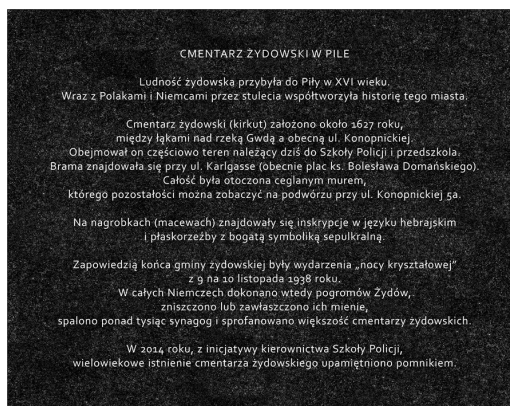 CMENTARZ ŻYDOWSKI W PILE
Ludność żydowska przybyła do Piły w XVI wieku.
Wraz z Polakami i Niemcami przez stulecia współtworzyła historię tego miasta.
Cmentarz żydowski (kirkut) założono około 1627 roku,
między łąkami nad rzeką Gwdą a obecną ul. Konopnickiej.
Obejmował on częściowo teren należący dziś do Szkoły Policji i przedszkola.
Brama znajdowała się przy ul. Karlgasse (obecnie plac ks. Bolesława Domańskiego).
Całość była otoczona ceglanym murem,
którego pozostałości można zobaczyć na podwórzu przy ul. Konopnickiej 5a.
Na nagrobkach (macewach) znajdowały się inskrypcje w języku hebrajskim
i płaskorzeźby z bogatą symboliką sepulkralną.
Zapowiedzią końca gminy żydowskiej były wydarzenia „nocy kryształowej”
z 9 na 10 listopada 1938 roku.
W całych Niemczech dokonano wtedy pogromów Żydów,
zniszczono lub zawłaszczono ich mienie,
spalono ponad tysiąc synagog i sprofanowano większość cmentarzy żydowskich.
W 2014 roku, z inicjatywy kierownictwa Szkoły Policji,
wielowiekowe istnienie cmentarza żydowskiego upamiętniono pomnikiem.